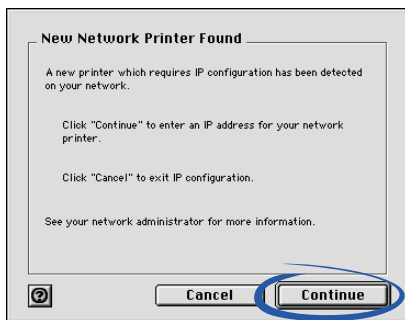 New Network Printer Found
A new printer which requires IP configuration has been detected
on your network.
Click "Continue" to enter an IP address for your network
printer.
Click "Cancel" to exit IP configuration.
See your network administrator for more information.
?
Cancel
Continue